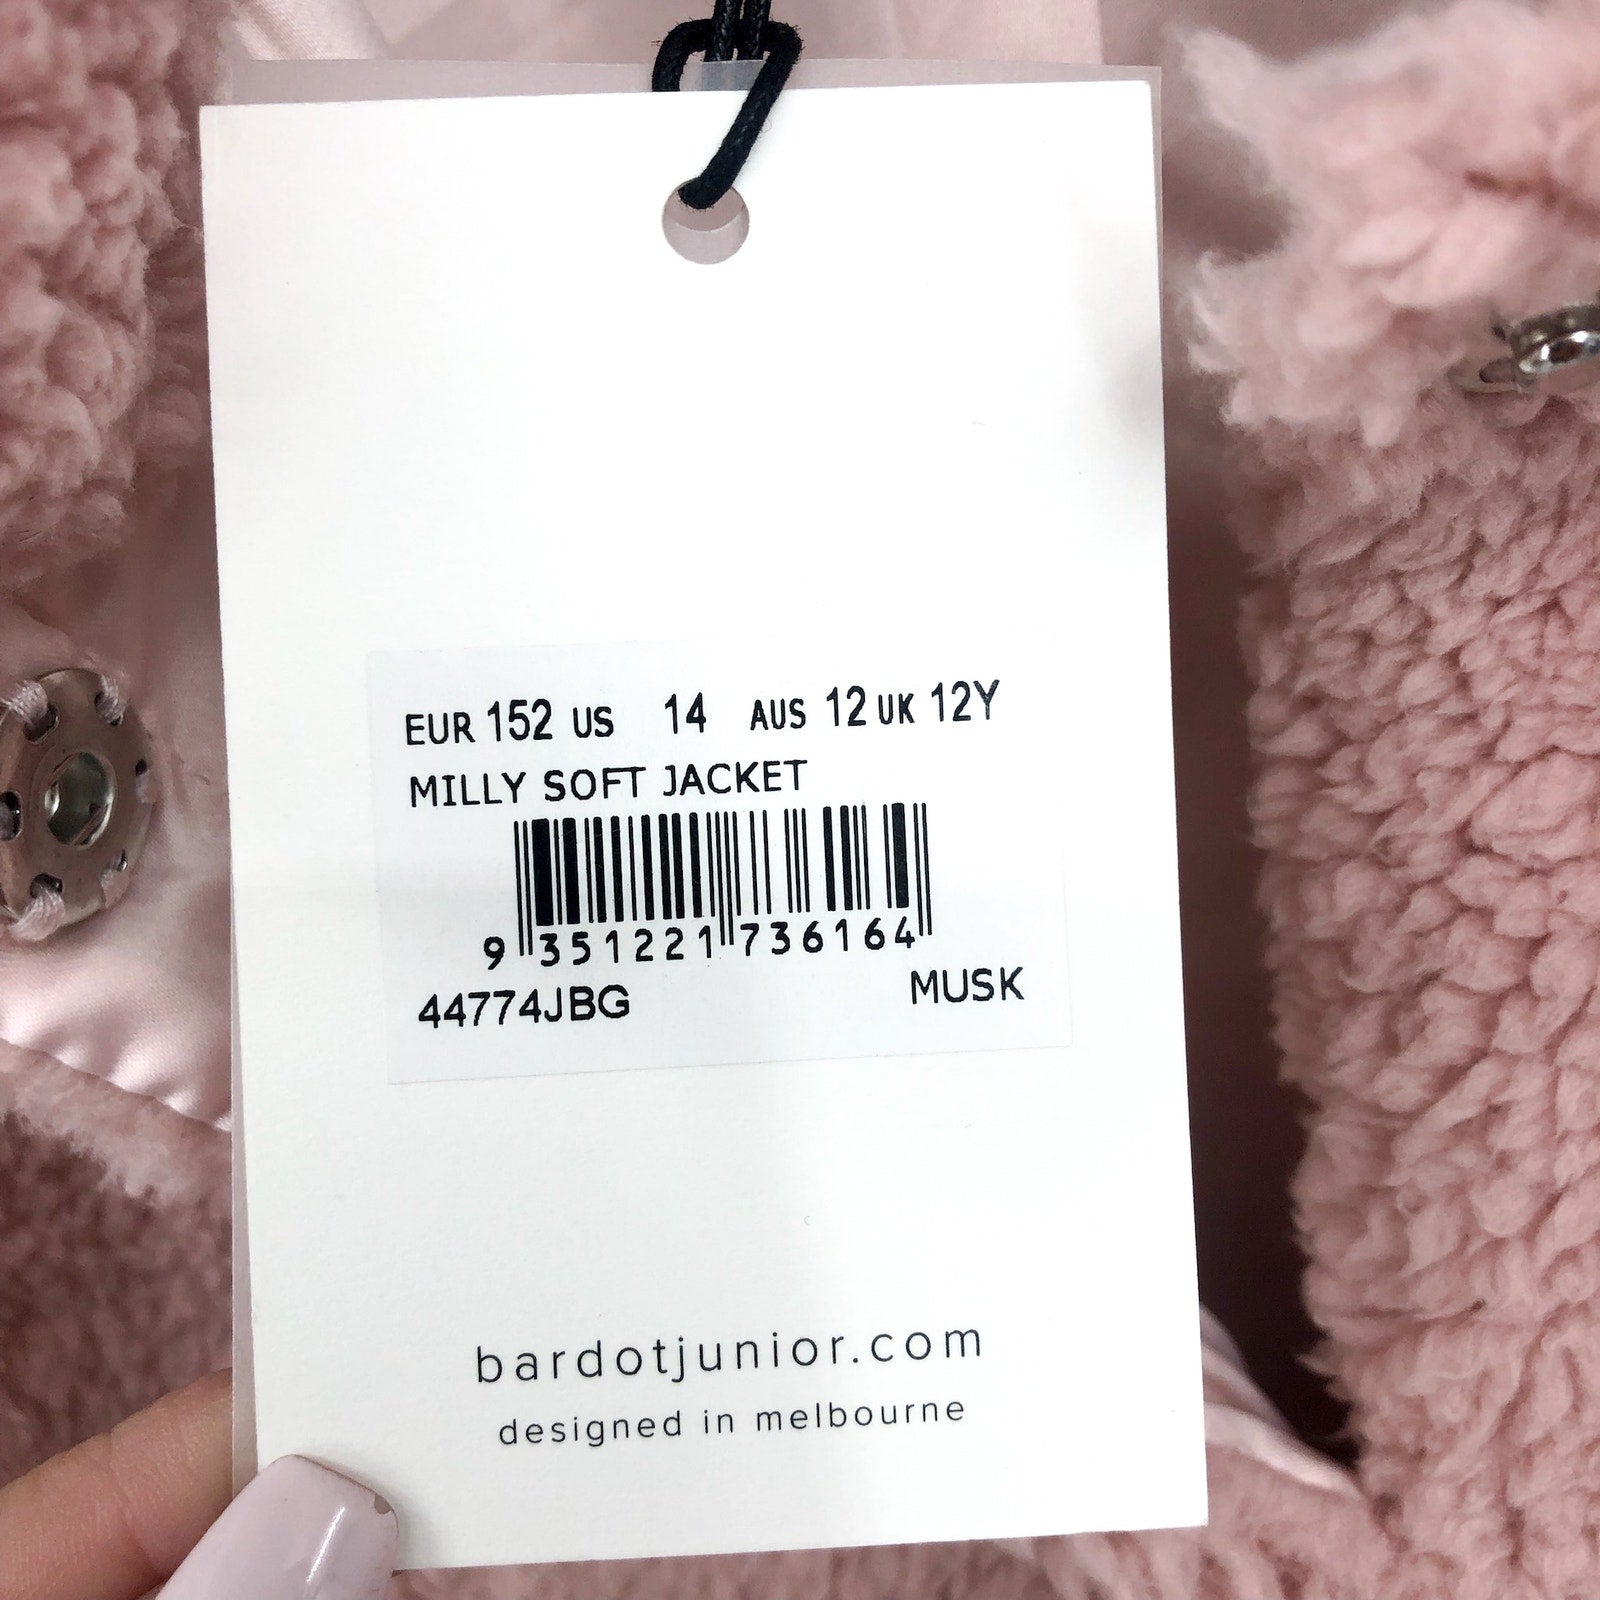 EUR 152 US 14 AUS 12 UK 12Y
MILLY SOFT JACKET
9 351221 736164
44774JBG MUSK
bardotjunior.com
designed in melbourne